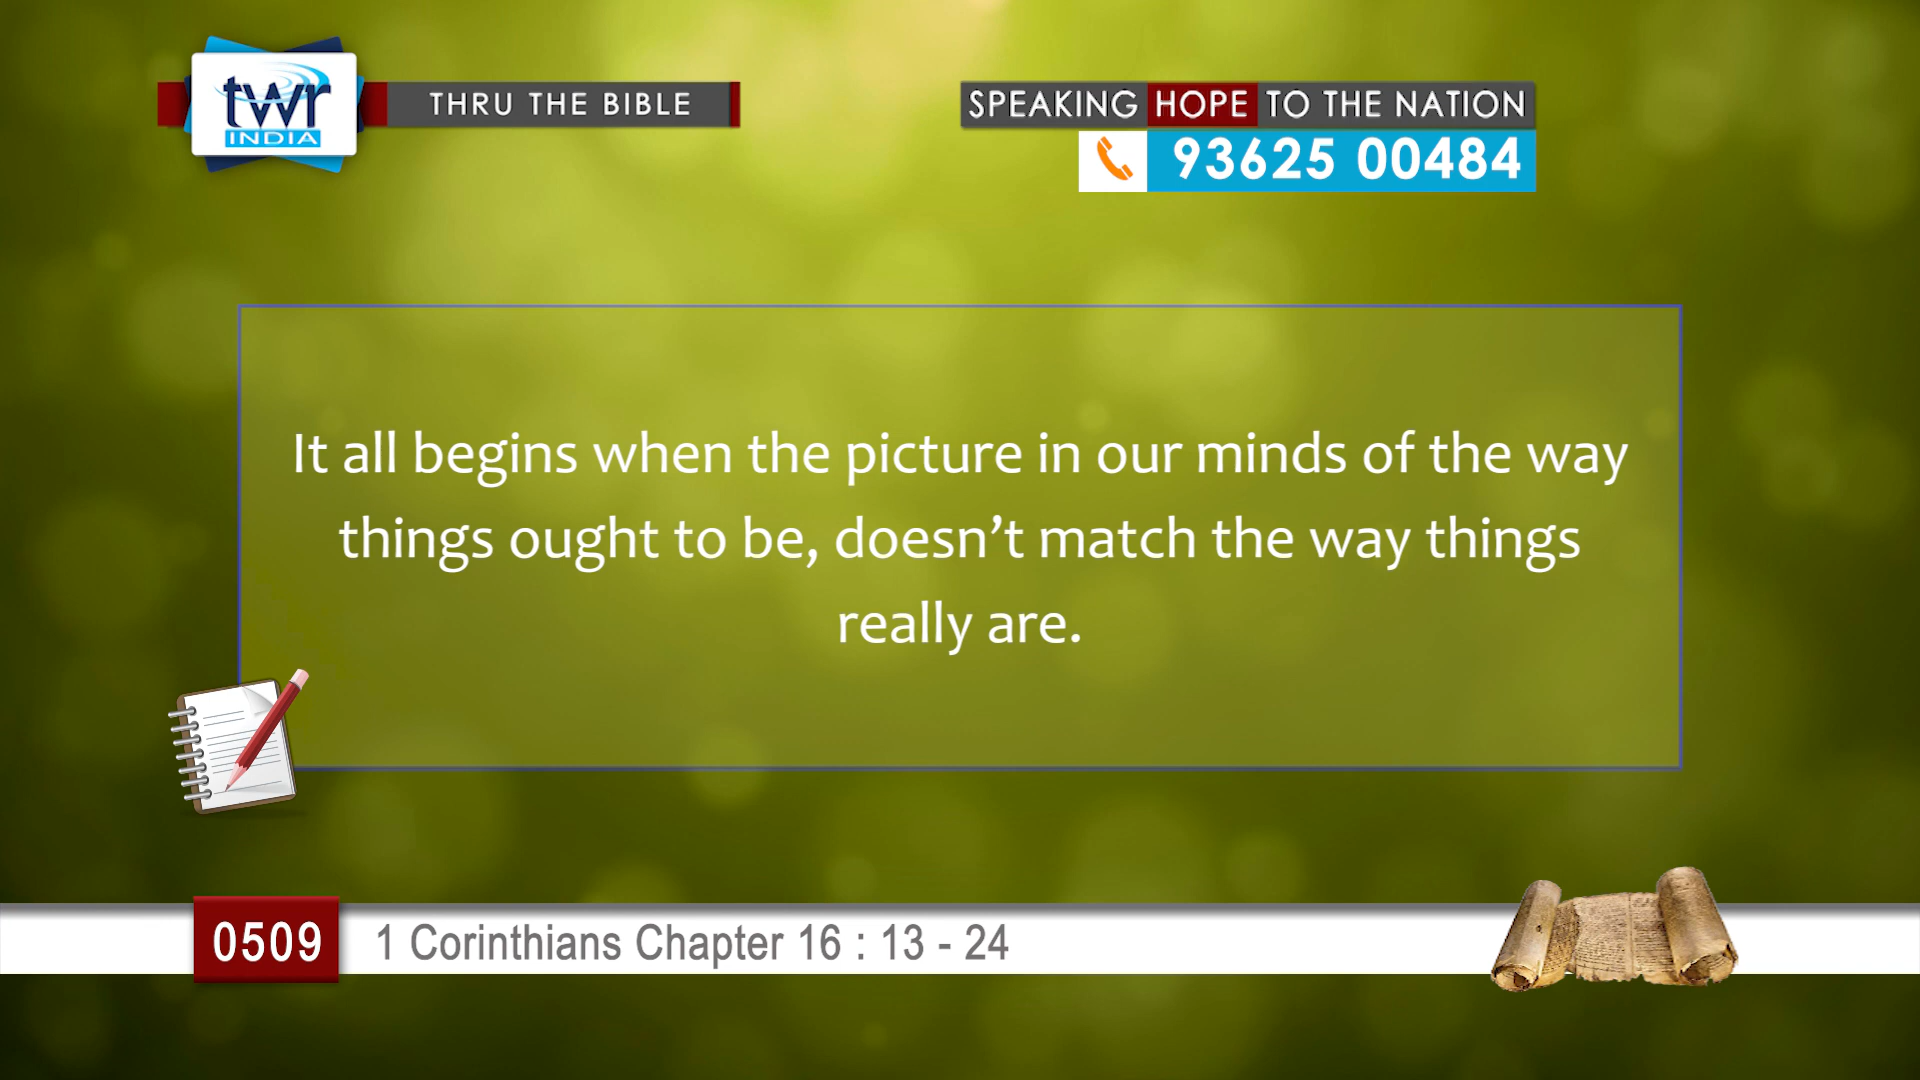 twr
INDIA
THRU THE BIBLE
SPEAKING HOPE TO THE NATION
93625 00484
It all begins when the picture in our minds of the way
things ought to be, doesn’t match the way things
really are.
0509
1 Corinthians Chapter 16 : 13 - 24